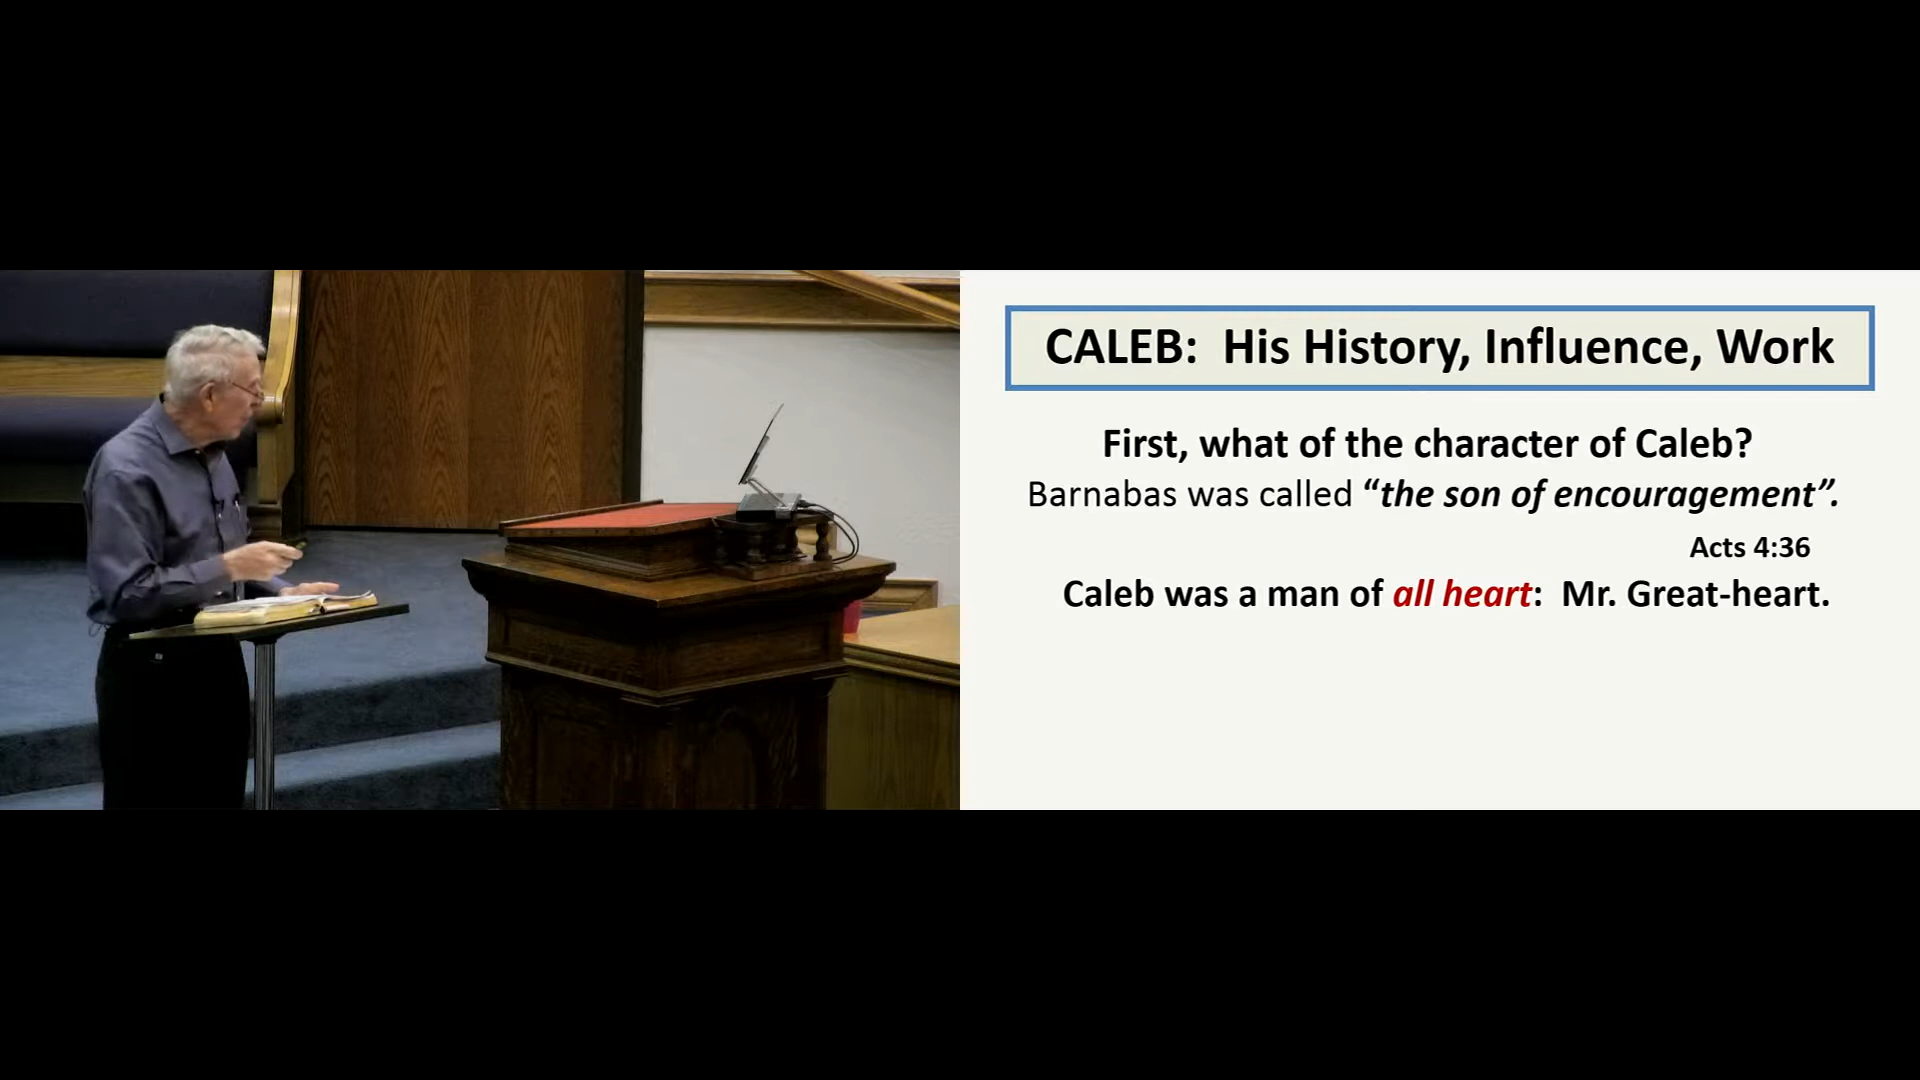 CALEB: His History, Influence, Work
First, what of the character of Caleb?
Barnabas was called “the son of encouragement”.
Acts 4:36
Caleb was a man of all heart: Mr. Great-heart.